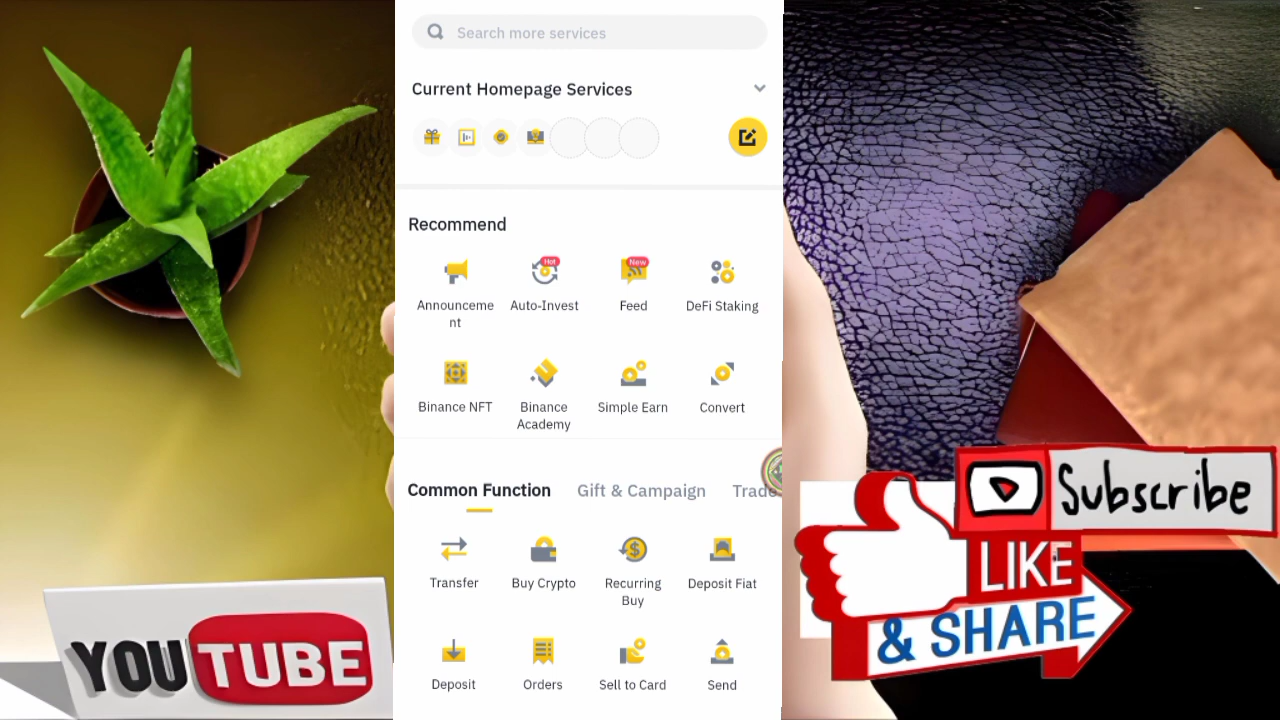 Search more services
Current Homepage Services
Recommend
Hot
New
Announceme
nt
Auto-Invest
Feed
DeFi Staking
Binance NFT
Binance
Academy
Simple Earn
Convert
Common Function
Gift & Campaign
Trade
Transfer
Buy Crypto
Recurring
Buy
Deposit Fiat
Deposit
Orders
Sell to Card
Send
YOUTUBE
Subscribe
LIKE
& SHARE